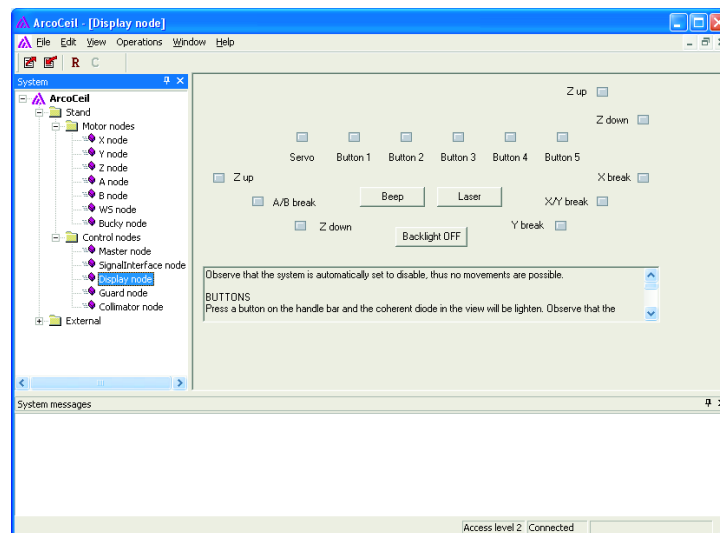 ArcoCeil - [Display node]
File Edit View Operations Window Help
R C
System
ArcoCeil
Stand
Motor nodes
X node
Y node
Z node
A node
B node
WS node
Bucky node
Control nodes
Master node
SignalInterface node
Display node
Guard node
Collimator node
External
Z up
Z down
Servo Button 1 Button 2 Button 3 Button 4 Button 5
Z up X break
A/B break Beep Laser X/Y break
Z down Backlight OFF Y break
Observe that the system is automatically set to disable, thus no movements are possible.
BUTTONS
Press a button on the handle bar and the coherent diode in the view will be lighten. Observe that the
System messages
Access level 2 Connected